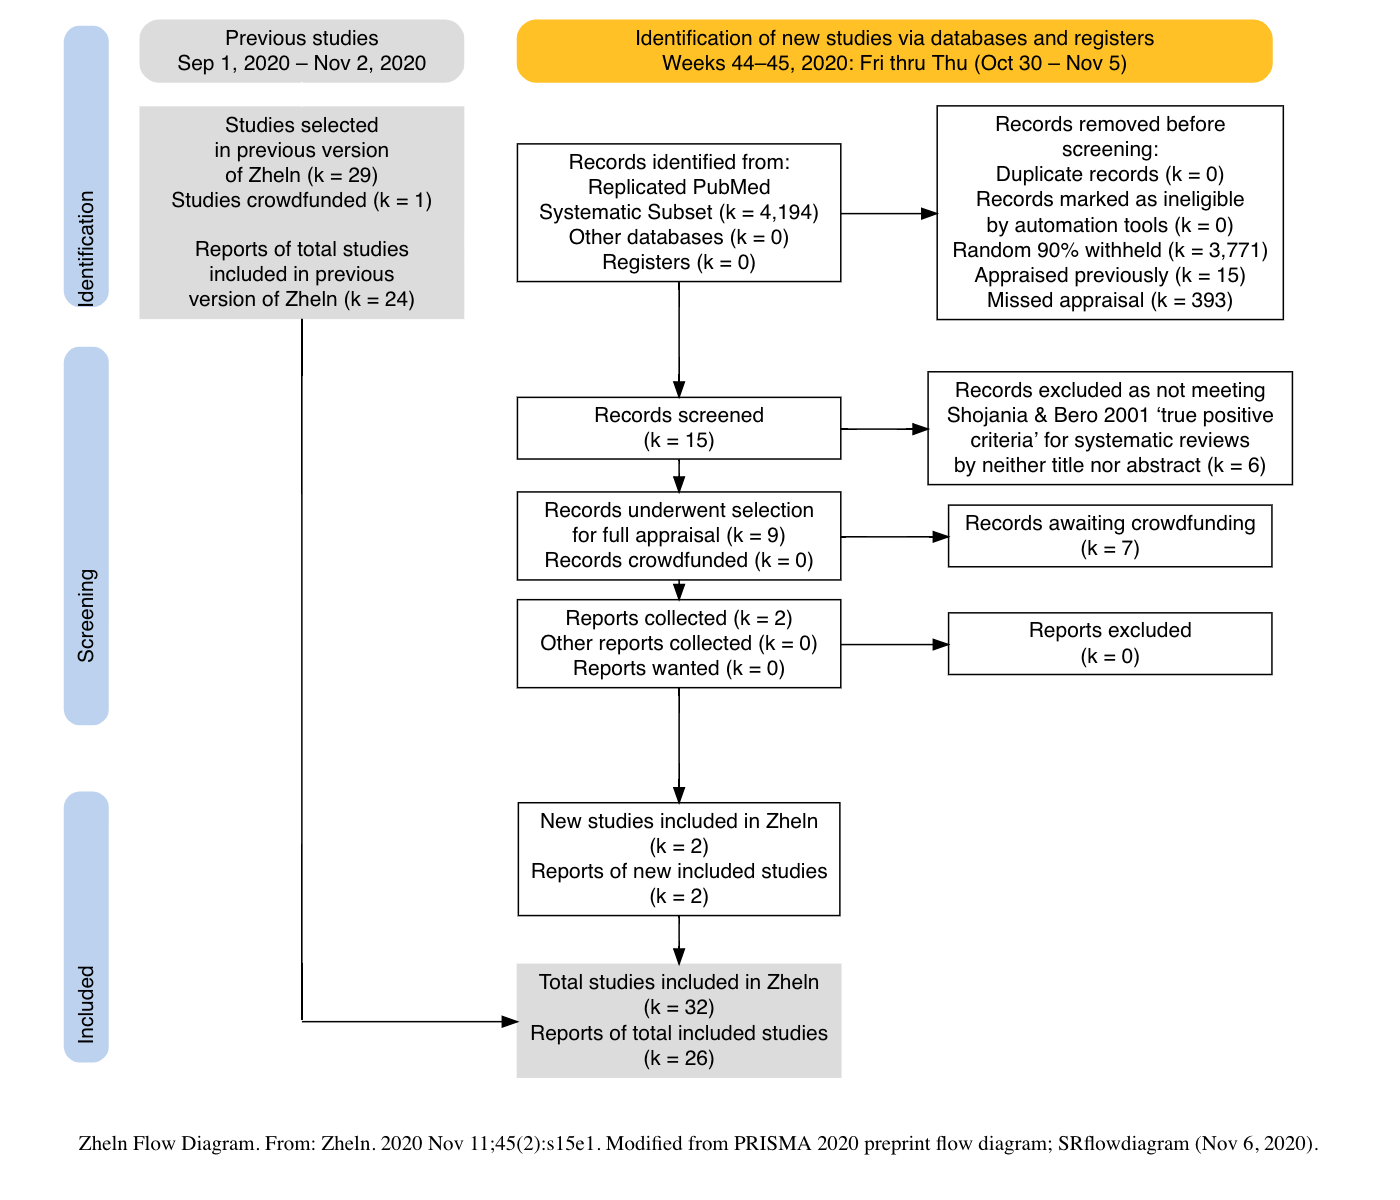 Previous studies
Sep 1, 2020 – Nov 2, 2020
Identification of new studies via databases and registers
Weeks 44–45, 2020: Fri thru Thu (Oct 30 – Nov 5)
Identification
Studies selected
in previous version
of Zheln (k = 29)
Studies crowdfunded (k = 1)
Reports of total studies
included in previous
version of Zheln (k = 24)
Records identified from:
Replicated PubMed
Systematic Subset (k = 4,194)
Other databases (k = 0)
Registers (k = 0)
Records removed before
screening:
Duplicate records (k = 0)
Records marked as ineligible
by automation tools (k = 0)
Random 90% withheld (k = 3,771)
Appraised previously (k = 15)
Missed appraisal (k = 393)
Screening
Records screened
(k = 15)
Records excluded as not meeting
Shojania & Bero 2001 ‘true positive
criteria’ for systematic reviews
by neither title nor abstract (k = 6)
Records underwent selection
for full appraisal (k = 9)
Records crowdfunded (k = 0)
Records awaiting crowdfunding
(k = 7)
Reports collected (k = 2)
Other reports collected (k = 0)
Reports wanted (k = 0)
Reports excluded
(k = 0)
Included
New studies included in Zheln
(k = 2)
Reports of new included studies
(k = 2)
Total studies included in Zheln
(k = 32)
Reports of total included studies
(k = 26)
Zheln Flow Diagram. From: Zheln. 2020 Nov 11;45(2):s15e1. Modified from PRISMA 2020 preprint flow diagram; SRflowdiagram (Nov 6, 2020).